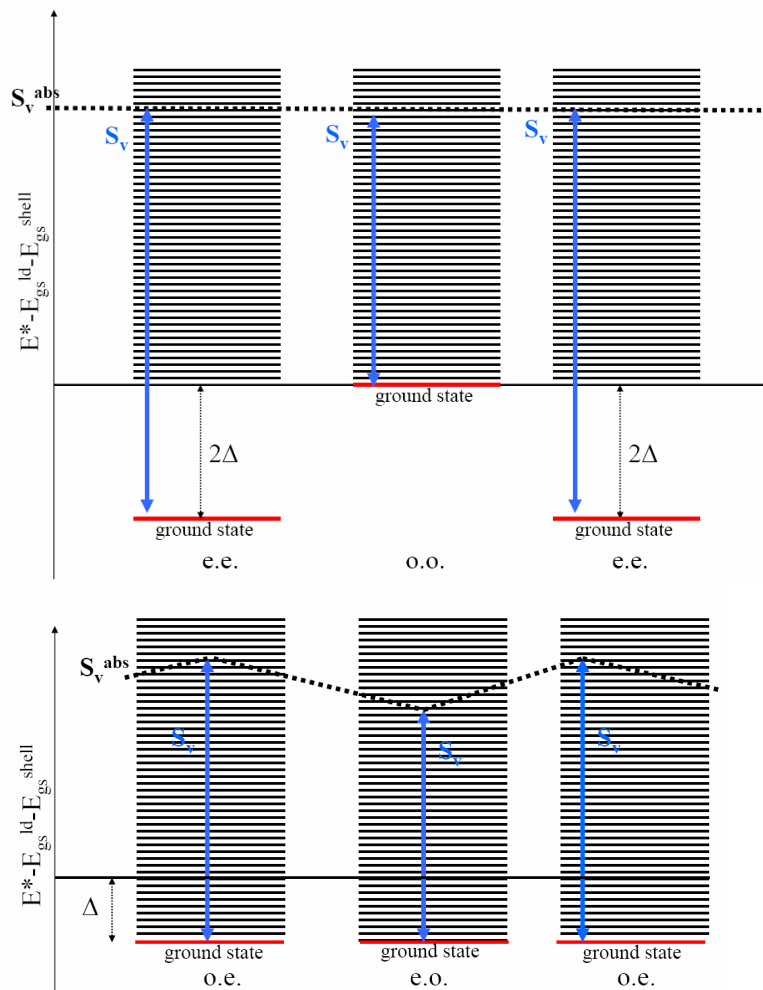 S_v^abs
S_v
S_v
S_v
E*-E_gs^ld-E_gs^shell
ground state
2Δ
2Δ
ground state
ground state
e.e.
o.o.
e.e.
S_v^abs
S_v
S_v
S_v
E*-E_gs^ld-E_gs^shell
Δ
ground state
ground state
ground state
o.e.
e.o.
o.e.